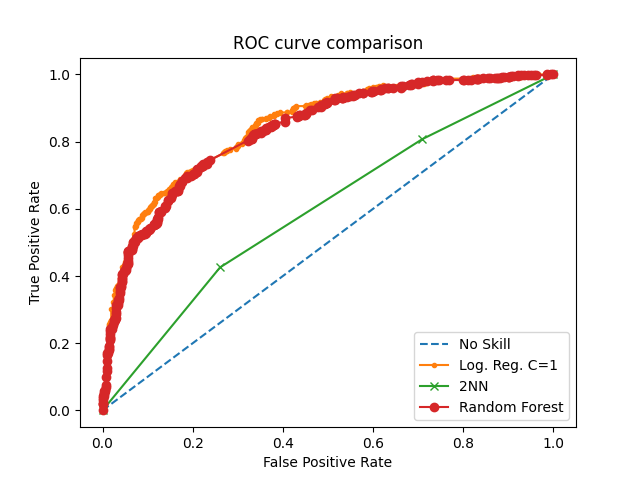 ROC curve comparison
True Positive Rate
1.0
0.8
0.6
0.4
0.2
0.0
0.0 0.2 0.4 0.6 0.8 1.0
False Positive Rate
No Skill
Log. Reg. C=1
2NN
Random Forest